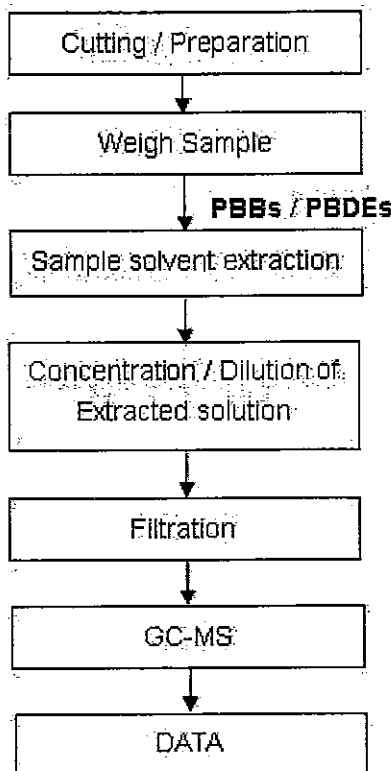 Cutting / Preparation
Weigh Sample
PBBs / PBDEs
Sample solvent extraction
Concentration / Dilution of
Extracted solution
Filtration
GC-MS
DATA